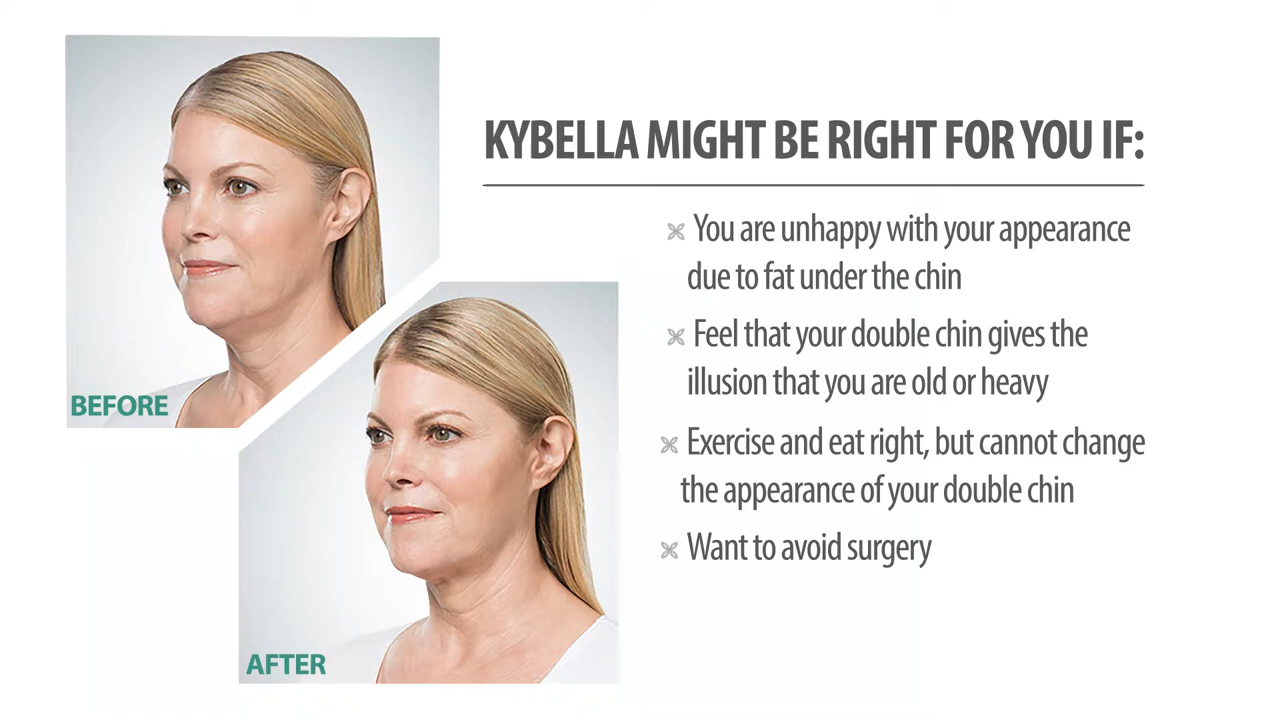 KYBELLA MIGHT BE RIGHT FOR YOU IF:
You are unhappy with your appearance
due to fat under the chin
Feel that your double chin gives the
illusion that you are old or heavy
Exercise and eat right, but cannot change
the appearance of your double chin
Want to avoid surgery
BEFORE
AFTER